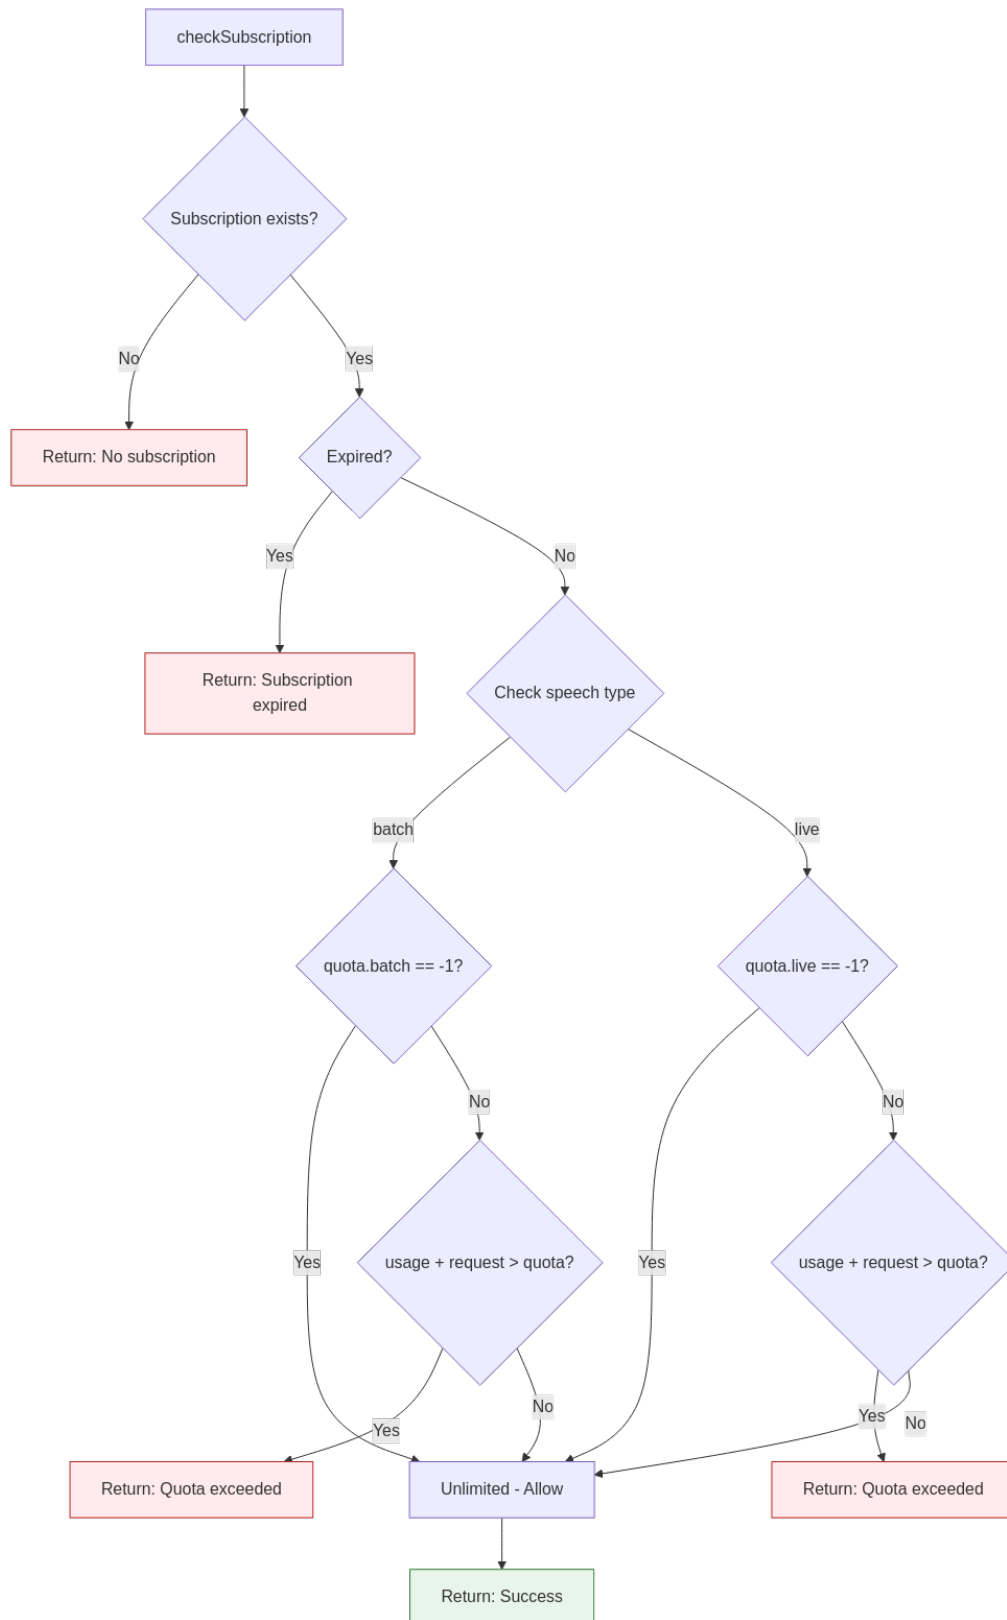 checkSubscription
Subscription exists?
No
Yes
Return: No subscription
Expired?
Yes
No
Return: Subscription
expired
Check speech type
batch
live
quota.batch == -1?
quota.live == -1?
No
No
Yes
usage + request > quota?
Yes
usage + request > quota?
No
Yes
Yes
No
Return: Quota exceeded
Unlimited - Allow
Return: Quota exceeded
Return: Success